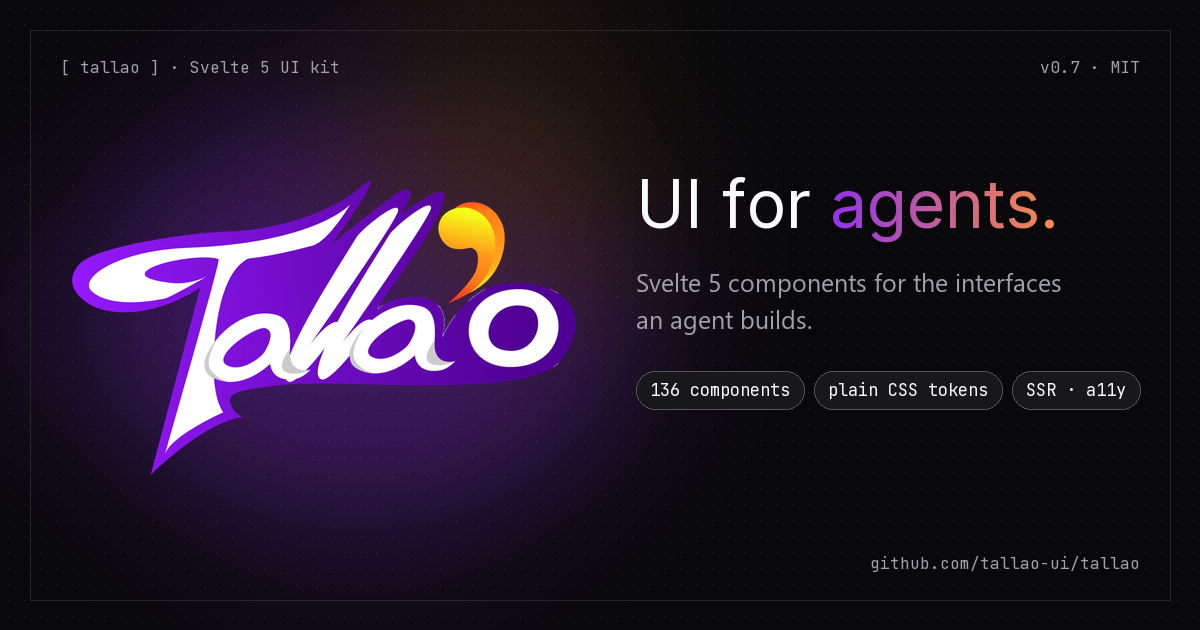 [ tallao ] · Svelte 5 UI kit
v0.7 · MIT
Talla'o
UI for agents.
Svelte 5 components for the interfaces
an agent builds.
136 components
plain CSS tokens
SSR · a11y
github.com/tallao-ui/tallao